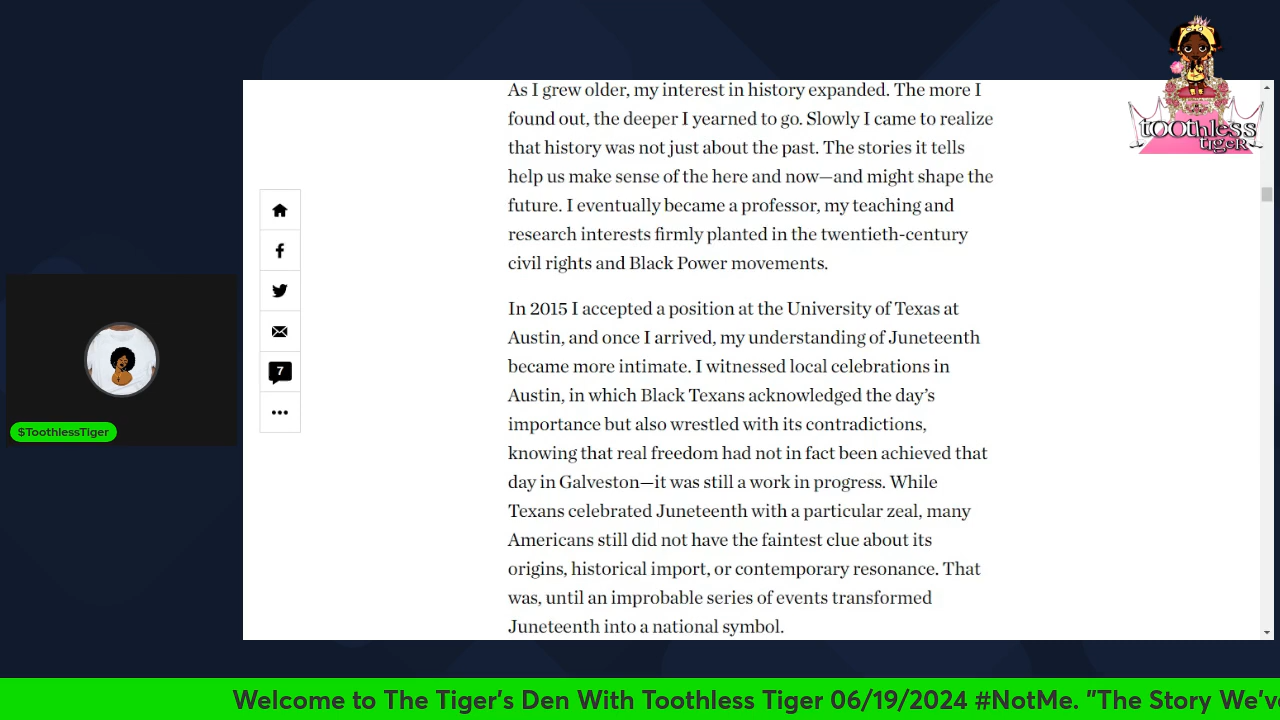 toothless
tiger
As I grew older, my interest in history expanded. The more I
found out, the deeper I yearned to go. Slowly I came to realize
that history was not just about the past. The stories it tells
help us make sense of the here and now—and might shape the
future. I eventually became a professor, my teaching and
research interests firmly planted in the twentieth-century
civil rights and Black Power movements.
In 2015 I accepted a position at the University of Texas at
Austin, and once I arrived, my understanding of Juneteenth
became more intimate. I witnessed local celebrations in
Austin, in which Black Texans acknowledged the day’s
importance but also wrestled with its contradictions,
knowing that real freedom had not in fact been achieved that
day in Galveston—it was still a work in progress. While
Texans celebrated Juneteenth with a particular zeal, many
Americans still did not have the faintest clue about its
origins, historical import, or contemporary resonance. That
was, until an improbable series of events transformed
Juneteenth into a national symbol.
7
$ToothlessTiger
Welcome to The Tiger's Den With Toothless Tiger 06/19/2024 #NotMe. "The Story We'v